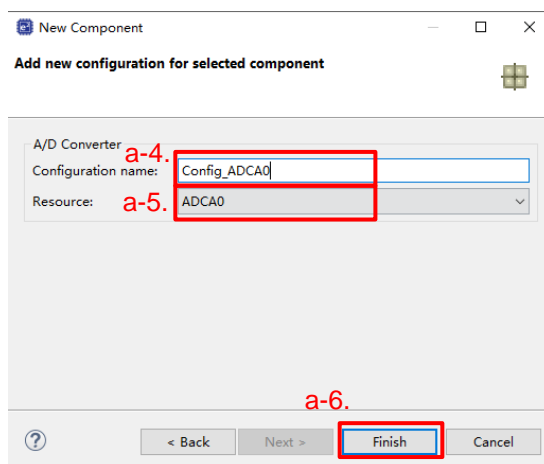 New Component
Add new configuration for selected component
A/D Converter
a-4.
Configuration name: Config_ADCA0
Resource: a-5. ADCA0
a-6.
? < Back Next > Finish Cancel